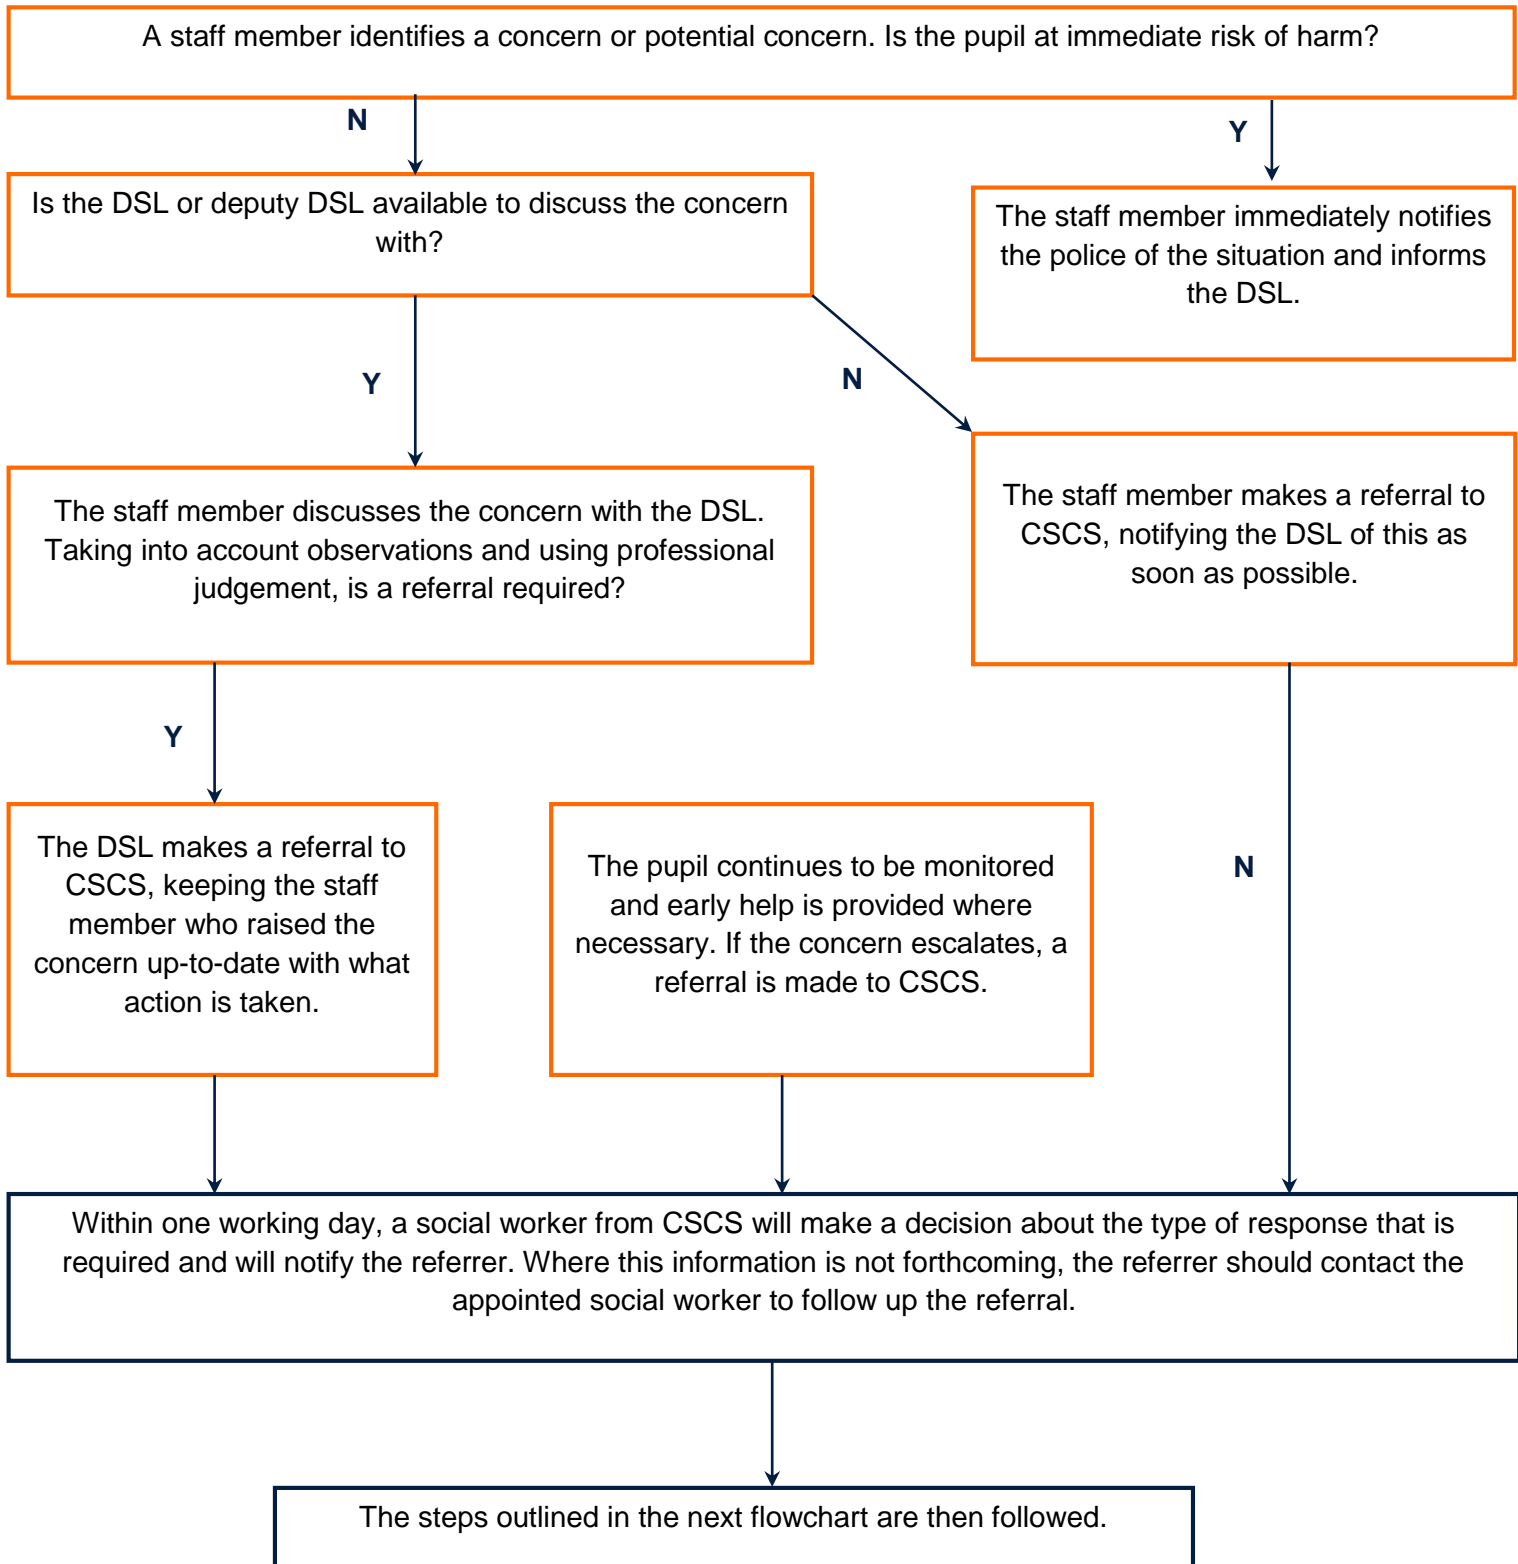 A staff member identifies a concern or potential concern. Is the pupil at immediate risk of harm?
N
Y
Is the DSL or deputy DSL available to discuss the concern
with?
The staff member immediately notifies
the police of the situation and informs
the DSL.
Y
N
The staff member discusses the concern with the DSL.
Taking into account observations and using professional
judgement, is a referral required?
The staff member makes a referral to
CSCS, notifying the DSL of this as
soon as possible.
Y
The DSL makes a referral to
CSCS, keeping the staff
member who raised the
concern up-to-date with what
action is taken.
The pupil continues to be monitored
and early help is provided where
necessary. If the concern escalates, a
referral is made to CSCS.
N
Within one working day, a social worker from CSCS will make a decision about the type of response that is
required and will notify the referrer. Where this information is not forthcoming, the referrer should contact the
appointed social worker to follow up the referral.
The steps outlined in the next flowchart are then followed.